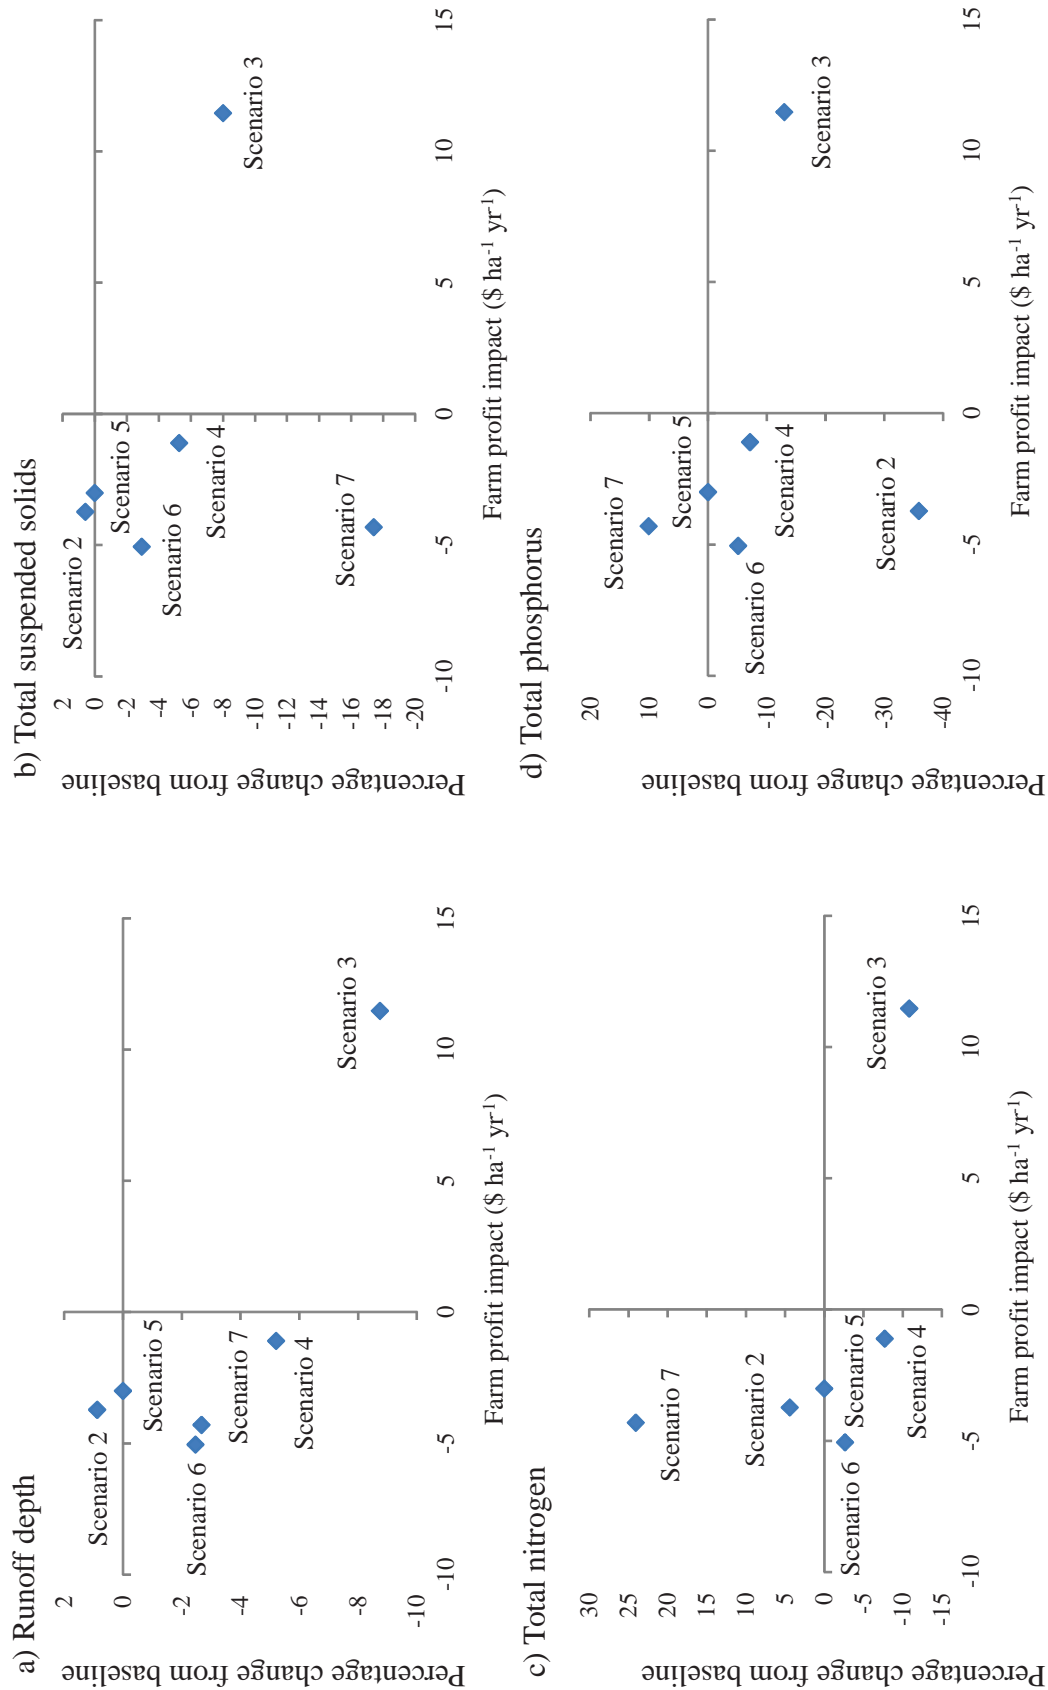 a) Runoff depth
Percentage change from baseline
2
0
-2
-4
-6
-8
-10
-10
-5
0
5
10
15
Scenario 2
Scenario 5
Scenario 6
Scenario 7
Scenario 4
Scenario 3
Farm profit impact ($ ha-1 yr-1)
b) Total suspended solids
Percentage change from baseline
2
0
-2
-4
-6
-8
-10
-12
-14
-16
-18
-20
-10
-5
0
5
10
15
Scenario 2
Scenario 5
Scenario 6
Scenario 4
Scenario 7
Scenario 3
Farm profit impact ($ ha-1 yr-1)
c) Total nitrogen
Percentage change from baseline
30
25
20
15
10
5
0
-5
-10
-15
-10
-5
0
5
10
15
Scenario 7
Scenario 2
Scenario 6
Scenario 5
Scenario 4
Scenario 3
Farm profit impact ($ ha-1 yr-1)
d) Total phosphorus
Percentage change from baseline
20
10
0
-10
-20
-30
-40
-10
-5
0
5
10
15
Scenario 7
Scenario 5
Scenario 6
Scenario 4
Scenario 2
Scenario 3
Farm profit impact ($ ha-1 yr-1)